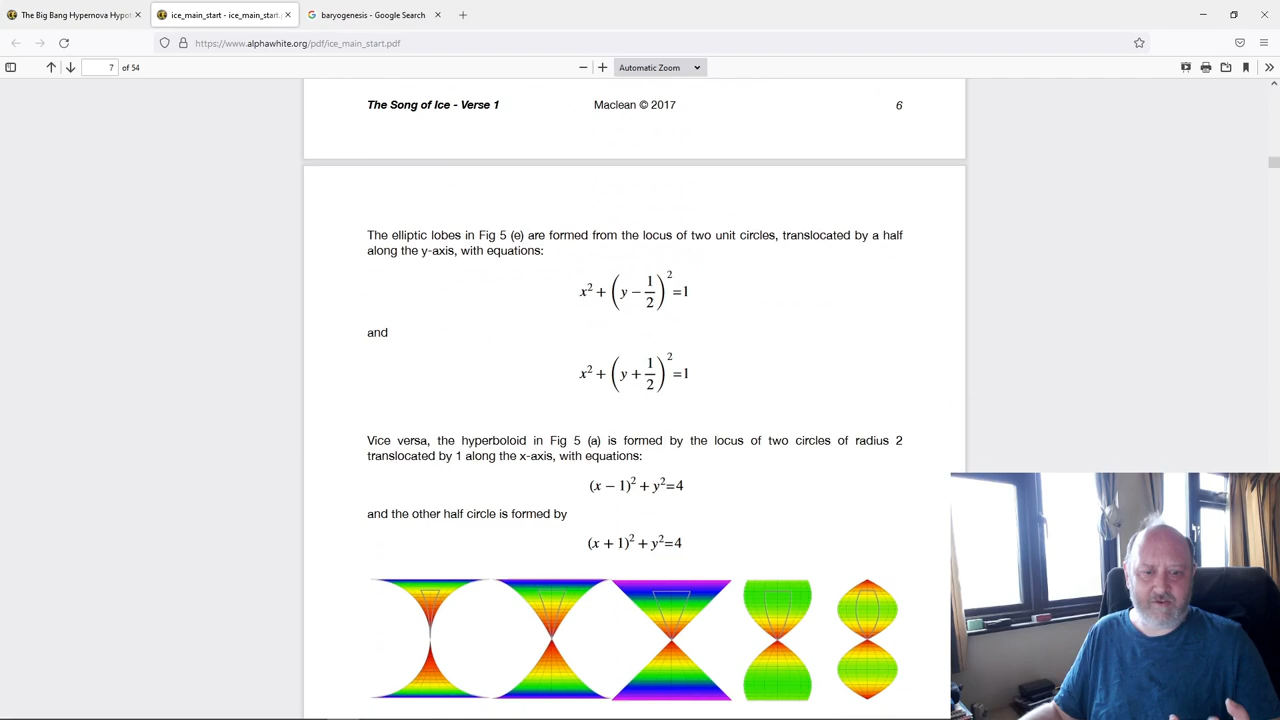 The Big Bang Hypernova Hypot
ice_main_start - ice_main_start.
baryogenesis - Google Search
https://www.alphawhite.org/pdf/ice_main_start.pdf
7 of 54
Automatic Zoom
The Song of Ice - Verse 1 Maclean © 2017 6
The elliptic lobes in Fig 5 (e) are formed from the locus of two unit circles, translocated by a half
along the y-axis, with equations:
x² + (y − 1/2)² =1
and
x² + (y + 1/2)² =1
Vice versa, the hyperboloid in Fig 5 (a) is formed by the locus of two circles of radius 2
translocated by 1 along the x-axis, with equations:
(x − 1)² + y²=4
and the other half circle is formed by
(x + 1)² + y²=4